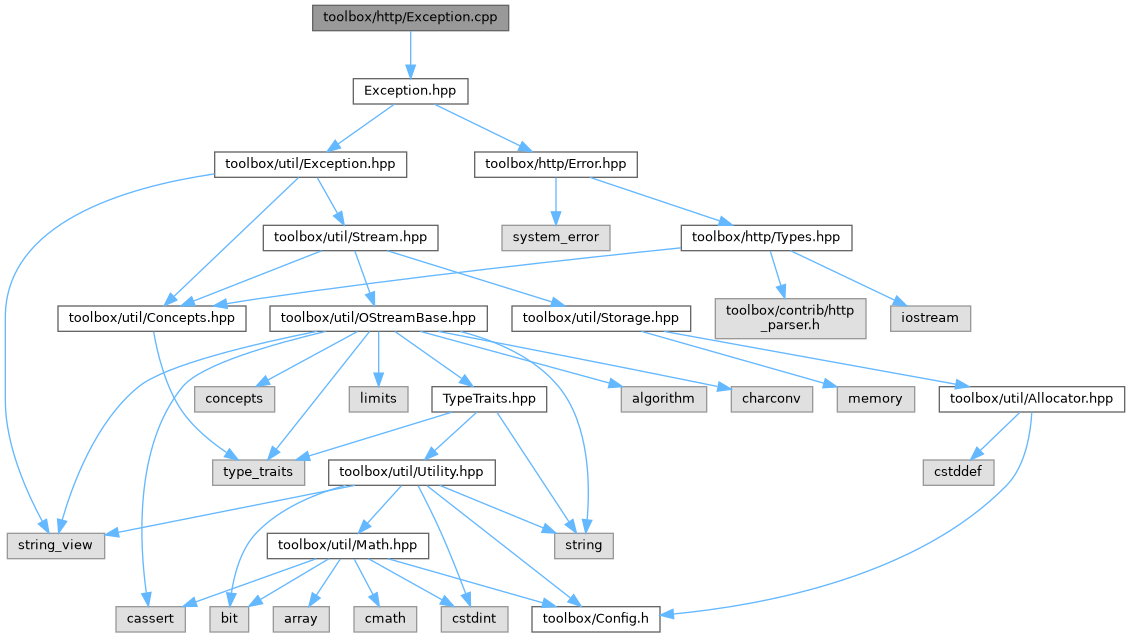 toolbox/http/Exception.cpp
Exception.hpp
toolbox/util/Exception.hpp
toolbox/http/Error.hpp
toolbox/util/Stream.hpp
system_error
toolbox/http/Types.hpp
toolbox/util/Concepts.hpp
toolbox/util/OStreamBase.hpp
toolbox/util/Storage.hpp
toolbox/contrib/http
_parser.h
iostream
concepts
limits
TypeTraits.hpp
algorithm
charconv
memory
toolbox/util/Allocator.hpp
type_traits
toolbox/util/Utility.hpp
cstddef
string_view
toolbox/util/Math.hpp
string
cassert
bit
array
cmath
cstdint
toolbox/Config.h